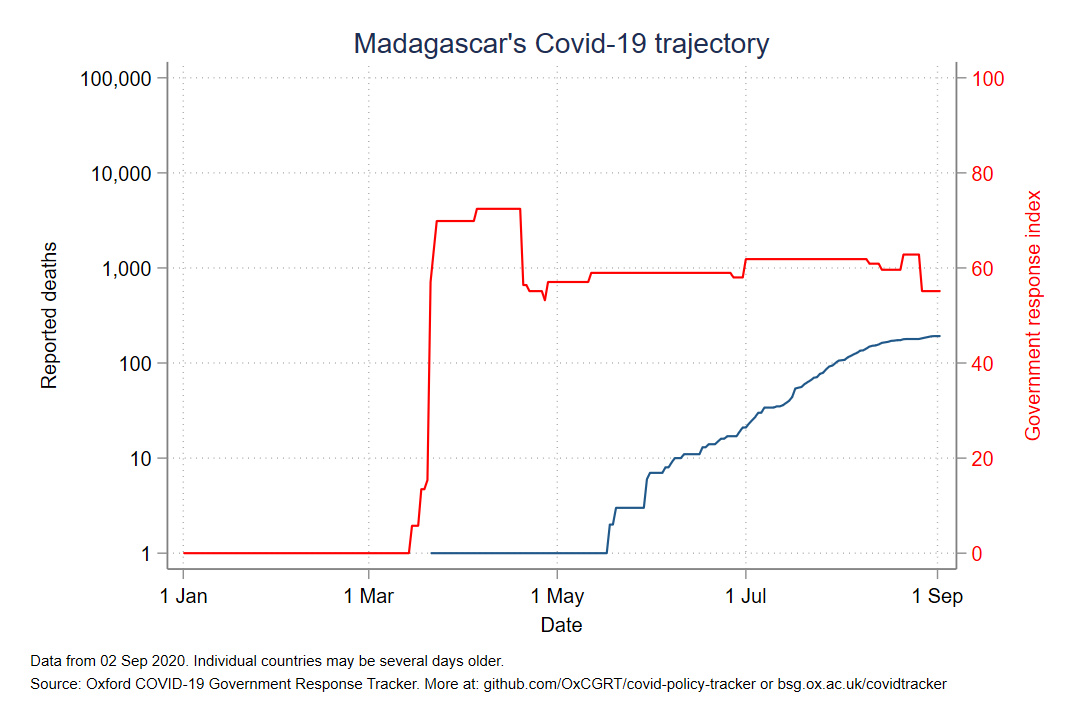 Madagascar's Covid-19 trajectory
100,000
10,000
1,000
100
10
1
Reported deaths
100
80
60
40
20
0
Government response index
1 Jan
1 Mar
1 May
1 Jul
1 Sep
Date
Data from 02 Sep 2020. Individual countries may be several days older.
Source: Oxford COVID-19 Government Response Tracker. More at: github.com/OxCGRT/covid-policy-tracker or bsg.ox.ac.uk/covidtracker